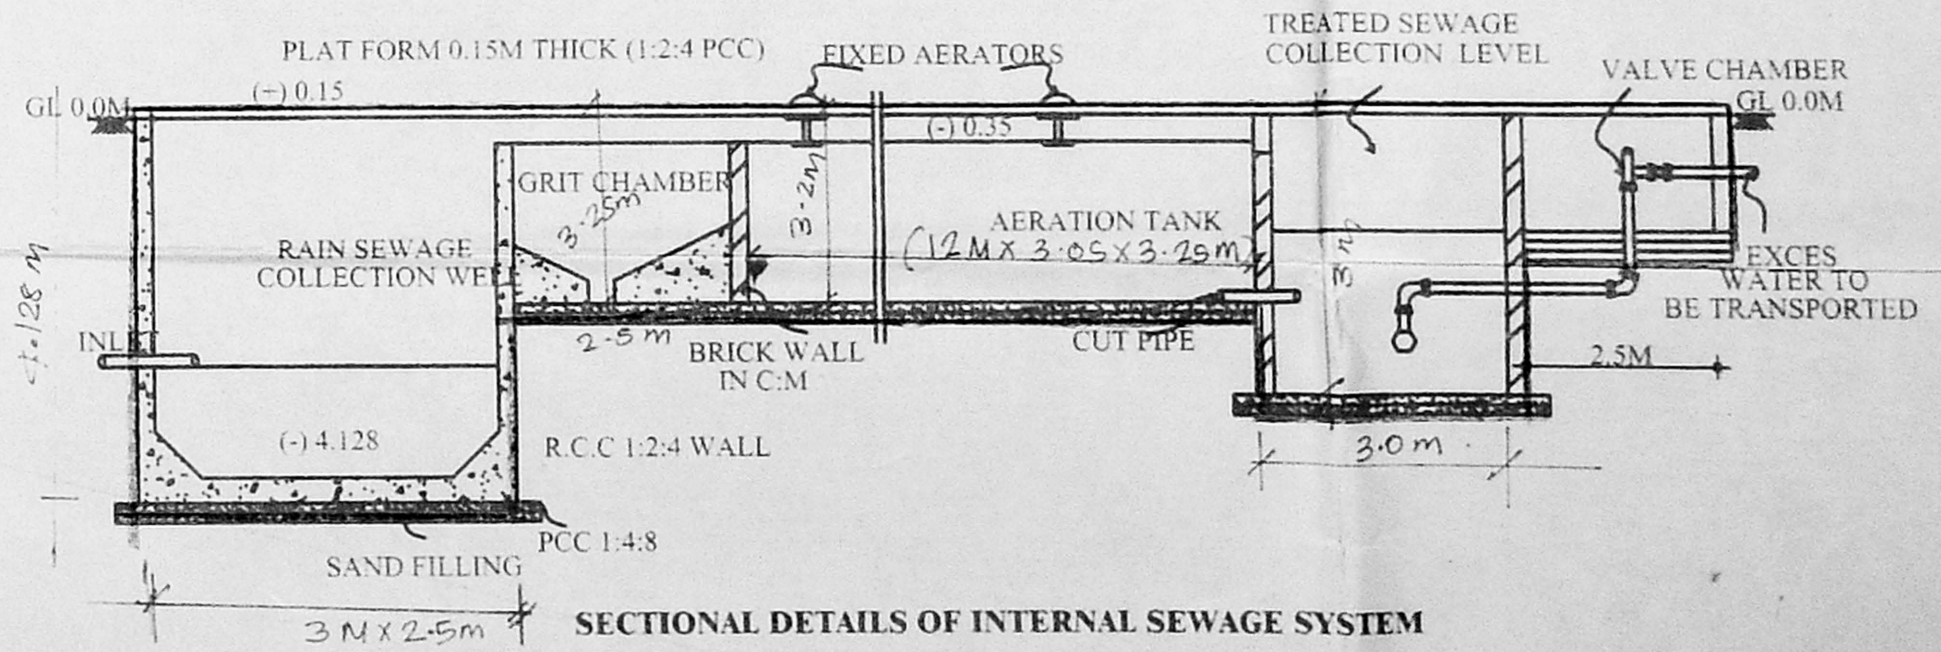 TREATED SEWAGE
COLLECTION LEVEL
PLAT FORM 0.15M THICK (1:2:4 PCC)
FIXED AERATORS
VALVE CHAMBER
GL 0.0M
(+) 0.15
GL 0.0M
(-) 0.35
GRIT CHAMBER
3.25m
3.2M
AERATION TANK
(12M X 3.05 X 3.25m)
RAIN SEWAGE
COLLECTION WELL
EXCES
WATER TO
BE TRANSPORTED
4.128 M
INLET
2.5 m
BRICK WALL
IN C:M
CUT PIPE
2.5M
(-) 4.128
R.C.C 1:2:4 WALL
3.0 m
PCC 1:4:8
SAND FILLING
3 M X 2.5m
SECTIONAL DETAILS OF INTERNAL SEWAGE SYSTEM